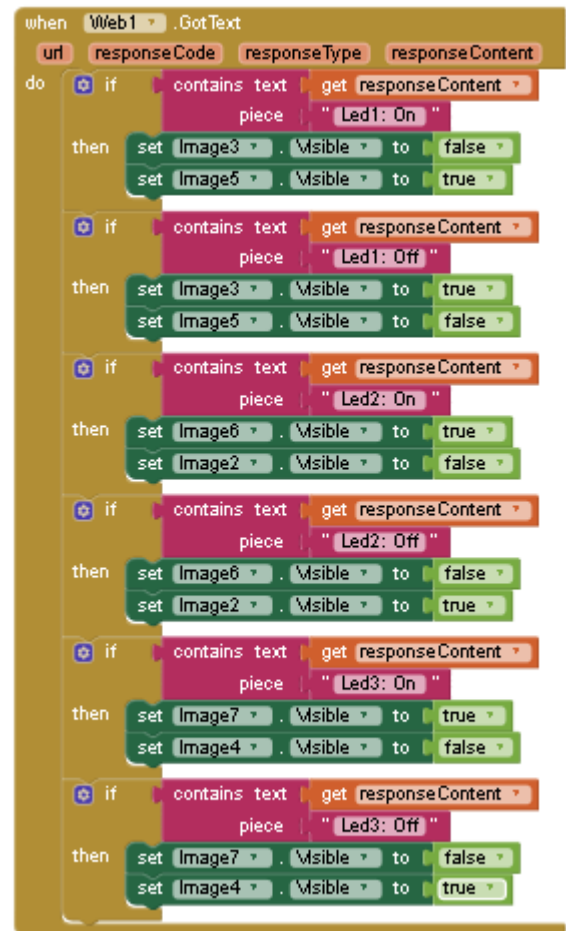 when Web1 .GotText
url responseCode responseType responseContent
do if contains text get responseContent
piece " Led1: On "
then set Image3 . Visible to false
set Image5 . Visible to true
if contains text get responseContent
piece " Led1: Off "
then set Image3 . Visible to true
set Image5 . Visible to false
if contains text get responseContent
piece " Led2: On "
then set Image6 . Visible to true
set Image2 . Visible to false
if contains text get responseContent
piece " Led2: Off "
then set Image6 . Visible to false
set Image2 . Visible to true
if contains text get responseContent
piece " Led3: On "
then set Image7 . Visible to true
set Image4 . Visible to false
if contains text get responseContent
piece " Led3: Off "
then set Image7 . Visible to false
set Image4 . Visible to true